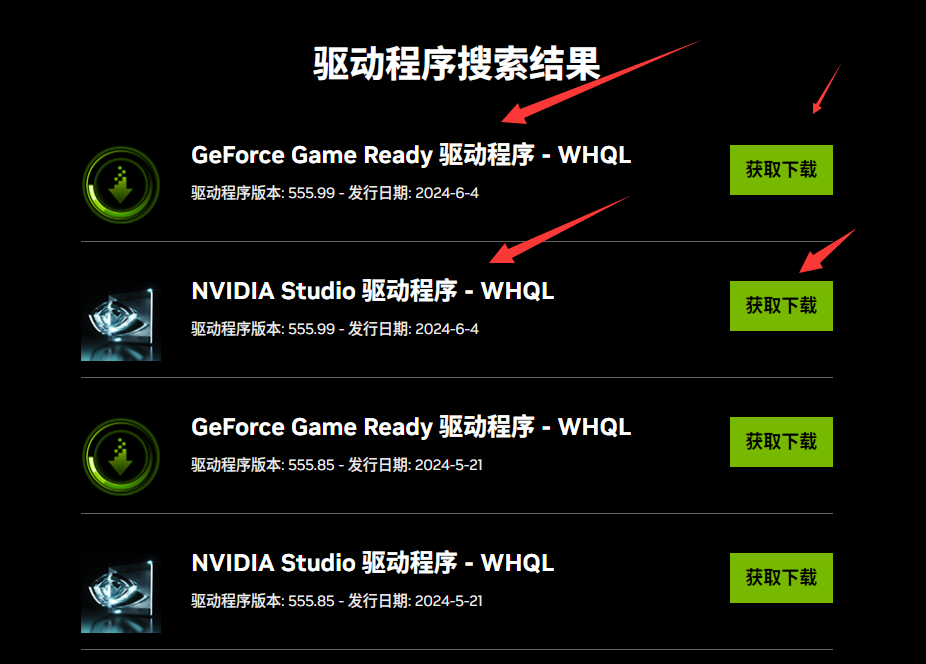 驱动程序搜索结果
GeForce Game Ready 驱动程序 - WHQL
驱动程序版本: 555.99 - 发行日期: 2024-6-4
获取下载
NVIDIA Studio 驱动程序 - WHQL
驱动程序版本: 555.99 - 发行日期: 2024-6-4
获取下载
GeForce Game Ready 驱动程序 - WHQL
驱动程序版本: 555.85 - 发行日期: 2024-5-21
获取下载
NVIDIA Studio 驱动程序 - WHQL
驱动程序版本: 555.85 - 发行日期: 2024-5-21
获取下载